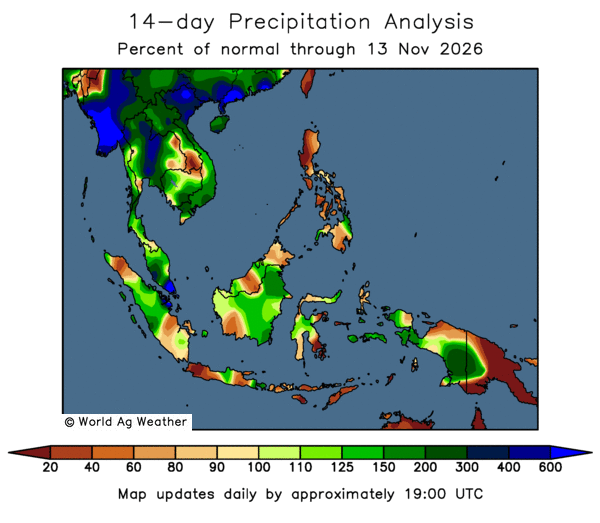 14-day Precipitation Analysis
Percent of normal through 13 Nov 2026
© World Ag Weather
20 40 60 80 90 100 110 125 150 200 300 400 600
Map updates daily by approximately 19:00 UTC